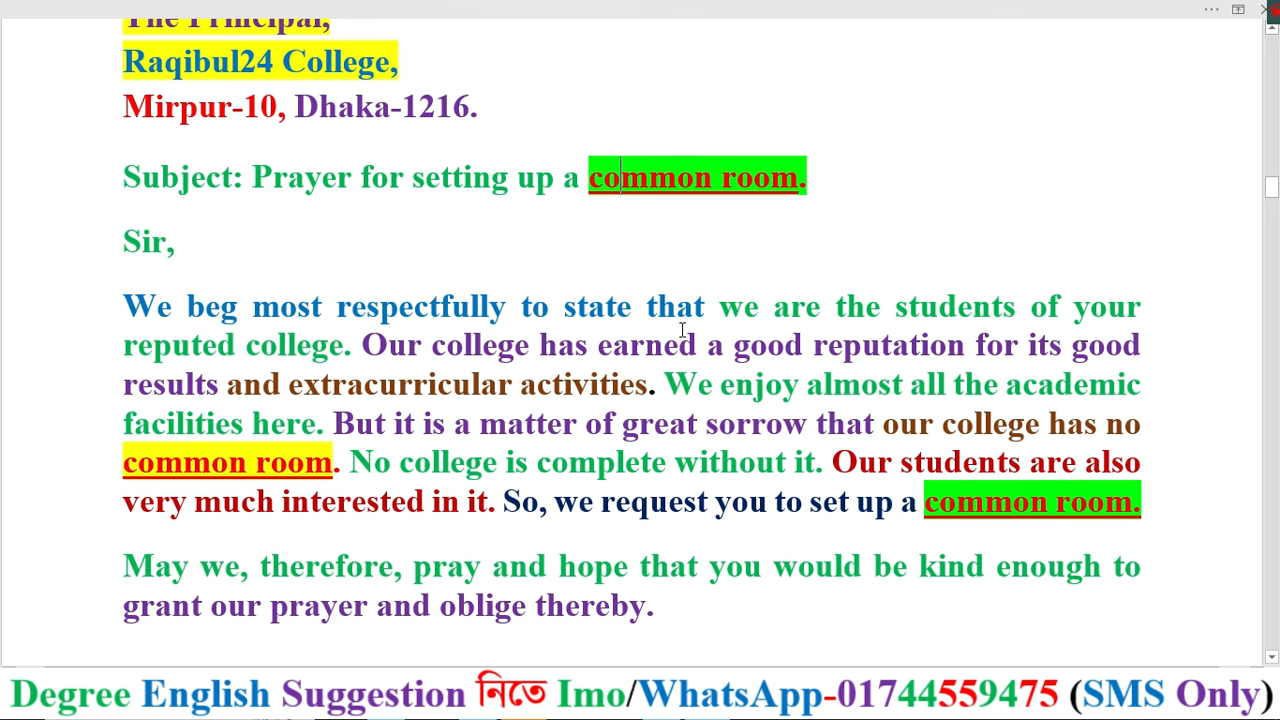 The Principal,
Raqibul24 College,
Mirpur-10, Dhaka-1216.
Subject: Prayer for setting up a common room.
Sir,
We beg most respectfully to state that we are the students of your
reputed college. Our college has earned a good reputation for its good
results and extracurricular activities. We enjoy almost all the academic
facilities here. But it is a matter of great sorrow that our college has no
common room. No college is complete without it. Our students are also
very much interested in it. So, we request you to set up a common room.
May we, therefore, pray and hope that you would be kind enough to
grant our prayer and oblige thereby.
Degree English Suggestion নিতে Imo/WhatsApp-01744559475 (SMS Only)